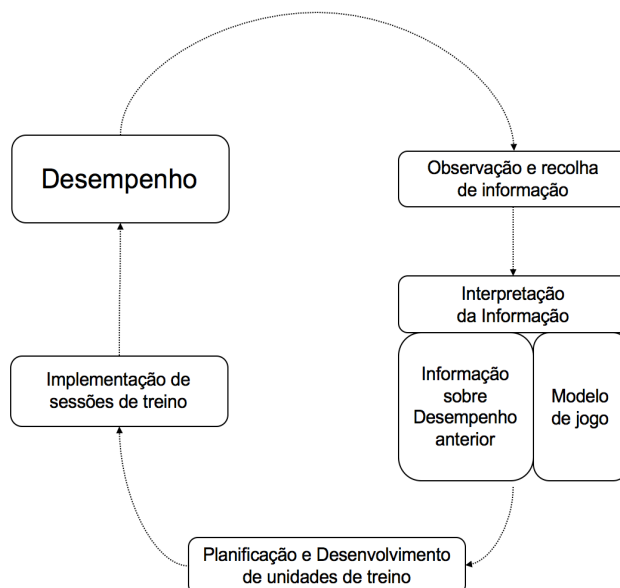 Desempenho
Observação e recolha
de informação
Interpretação
da Informação
Informação
sobre
Desempenho
anterior
Modelo
de jogo
Planificação e Desenvolvimento
de unidades de treino
Implementação de
sessões de treino